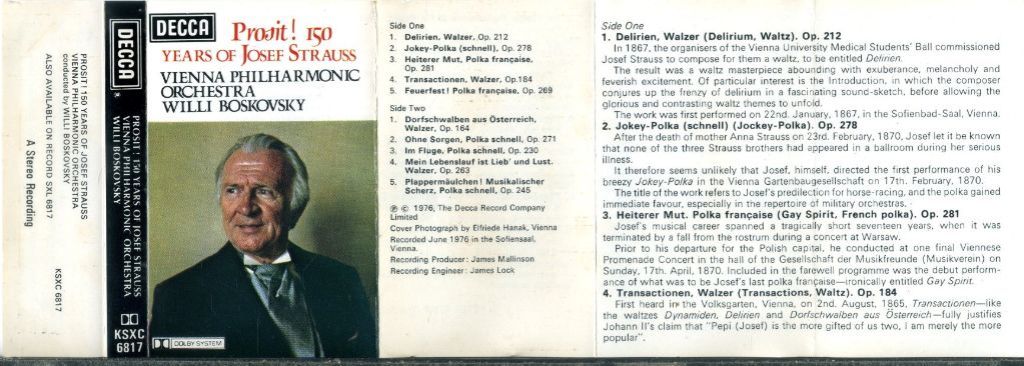 PROSIT! 150 YEARS OF JOSEF STRAUSS
VIENNA PHILHARMONIC ORCHESTRA
conducted by WILLI BOSKOVSKY
ALSO AVAILABLE ON RECORD SXL 6817
A Stereo Recording
KSXC 6817
DECCA
PROSIT! 150 YEARS OF JOSEF STRAUSS
VIENNA PHILHARMONIC ORCHESTRA
WILLI BOSKOVSKY
KSXC
6817
DECCA
Prosit! 150
YEARS OF JOSEF STRAUSS
VIENNA PHILHARMONIC
ORCHESTRA
WILLI BOSKOVSKY
DOLBY SYSTEM
Side One
1. Delirien, Walzer, Op. 212
2. Jokey-Polka (schnell), Op. 278
3. Heiterer Mut, Polka française,
Op. 281
4. Transactionen, Walzer, Op.184
5. Feuerfest! Polka française, Op. 269
Side Two
1. Dorfschwalben aus Österreich,
Walzer, Op. 164
2. Ohne Sorgen, Polka schnell, Op. 271
3. Im Fluge, Polka schnell, Op. 230
4. Mein Lebenslauf ist Lieb' und Lust.
Walzer, Op. 263
5. Plappermäulchen! Musikalischer
Scherz, Polka schnell, Op. 245
℗ © 1976, The Decca Record Company
Limited
Cover Photograph by Elfriede Hanak, Vienna
Recorded June 1976 in the Sofiensaal,
Vienna.
Recording Producer: James Mallinson
Recording Engineer: James Lock
Side One
1. Delirien, Walzer (Delirium, Waltz). Op. 212
In 1867, the organisers of the Vienna University Medical Students' Ball commissioned
Josef Strauss to compose for them a waltz, to be entitled Delirien.
The result was a waltz masterpiece abounding with exuberance, melancholy and
feverish excitement. Of particular interest is the Introduction, in which the composer
conjures up the frenzy of delirium in a fascinating sound-sketch, before allowing the
glorious and contrasting waltz themes to unfold.
The work was first performed on 22nd. January, 1867, in the Sofienbad-Saal, Vienna.
2. Jokey-Polka (schnell) (Jockey-Polka). Op. 278
After the death of mother Anna Strauss on 23rd. February, 1870, Josef let it be known
that none of the three Strauss brothers had appeared in a ballroom during her serious
illness.
It therefore seems unlikely that Josef, himself, directed the first performance of his
breezy Jokey-Polka in the Vienna Gartenbaugesellschaft on 17th. February, 1870.
The title of the work refers to Josef's predilection for horse-racing, and the polka gained
immediate favour, especially in the repertoire of military orchestras.
3. Heiterer Mut. Polka française (Gay Spirit, French polka). Op. 281
Josef's musical career spanned a tragically short seventeen years, when it was
terminated by a fall from the rostrum during a concert at Warsaw.
Prior to his departure for the Polish capital, he conducted at one final Viennese
Promenade Concert in the hall of the Gesellschaft der Musikfreunde (Musikverein) on
Sunday, 17th. April, 1870. Included in the farewell programme was the debut perform-
ance of what was to be Josef's last polka française—ironically entitled Gay Spirit.
4. Transactionen, Walzer (Transactions, Waltz). Op. 184
First heard in the Volksgarten, Vienna, on 2nd. August, 1865, Transactionen—like
the waltzes Dynamiden, Delirien and Dorfschwalben aus Österreich—fully justifies
Johann II's claim that "Pepi (Josef) is the more gifted of us two, I am merely the more
popular".